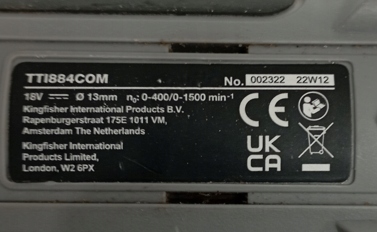 TTI884COM
No. 002322 22W12
18V ⎓ Ø 13mm n₀: 0-400/0-1500 min⁻¹
Kingfisher International Products B.V.
Rapenburgerstraat 175E 1011 VM,
Amsterdam The Netherlands
Kingfisher International
Products Limited,
London, W2 6PX
CE
UK
CA